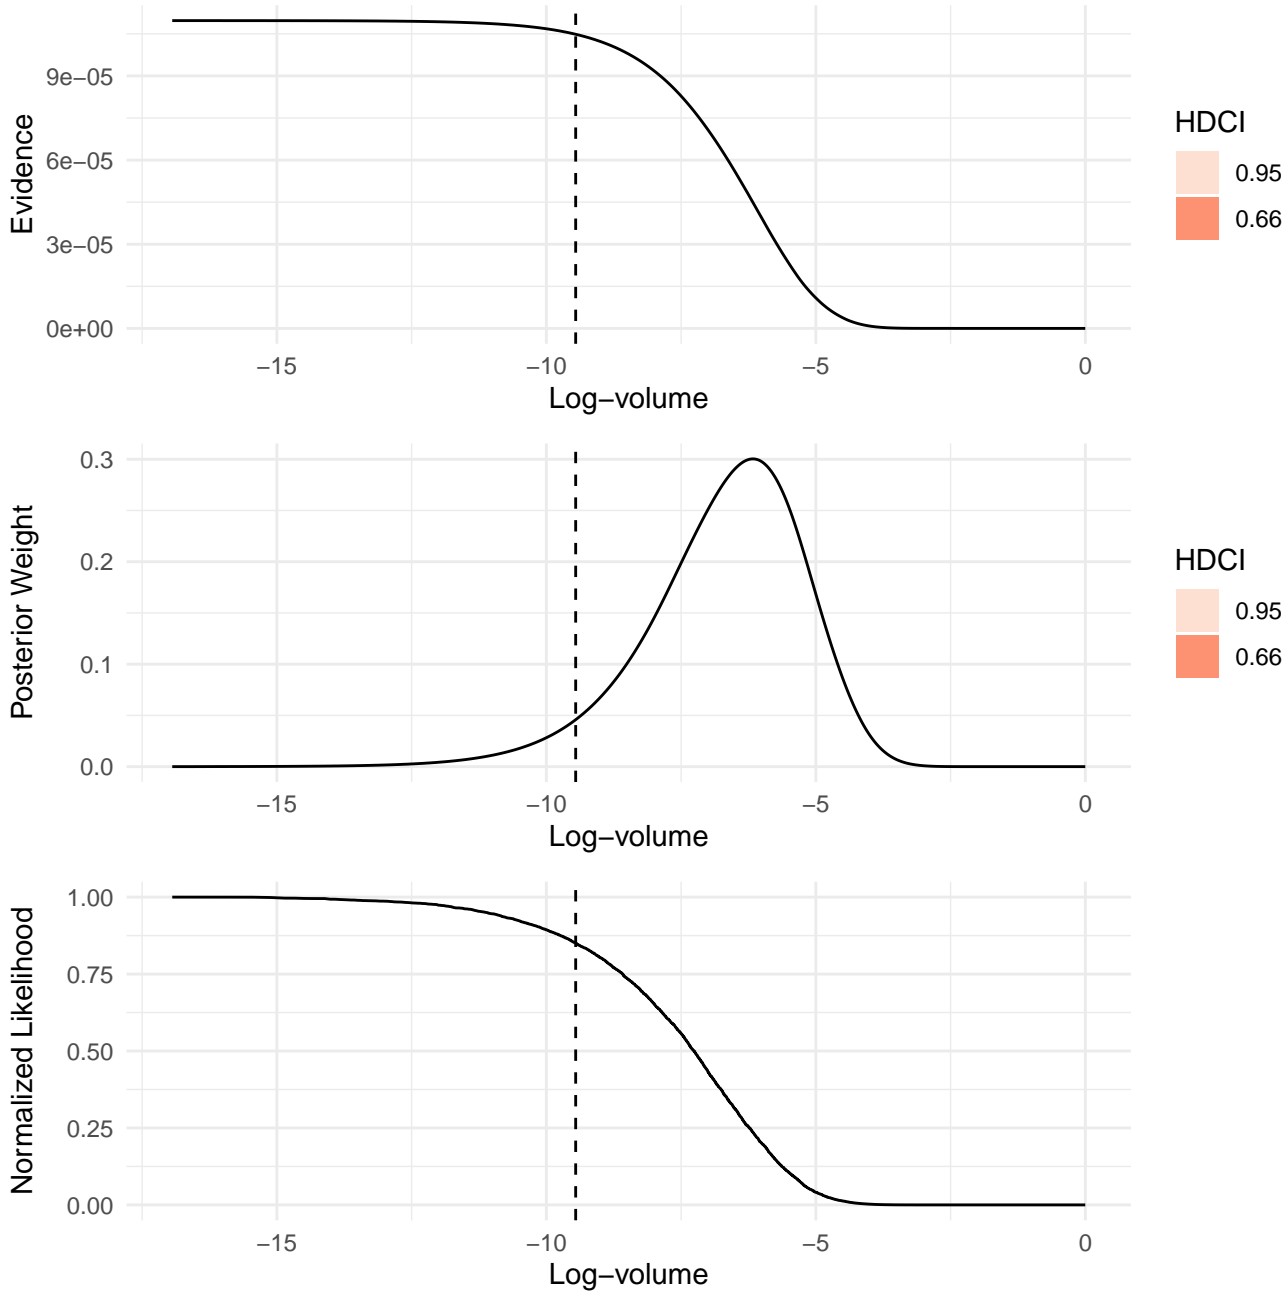 Evidence
9e−05
6e−05
3e−05
0e+00
−15 −10 −5 0
Log−volume
HDCI
0.95
0.66
Posterior Weight
0.3
0.2
0.1
0.0
−15 −10 −5 0
Log−volume
HDCI
0.95
0.66
Normalized Likelihood
1.00
0.75
0.50
0.25
0.00
−15 −10 −5 0
Log−volume